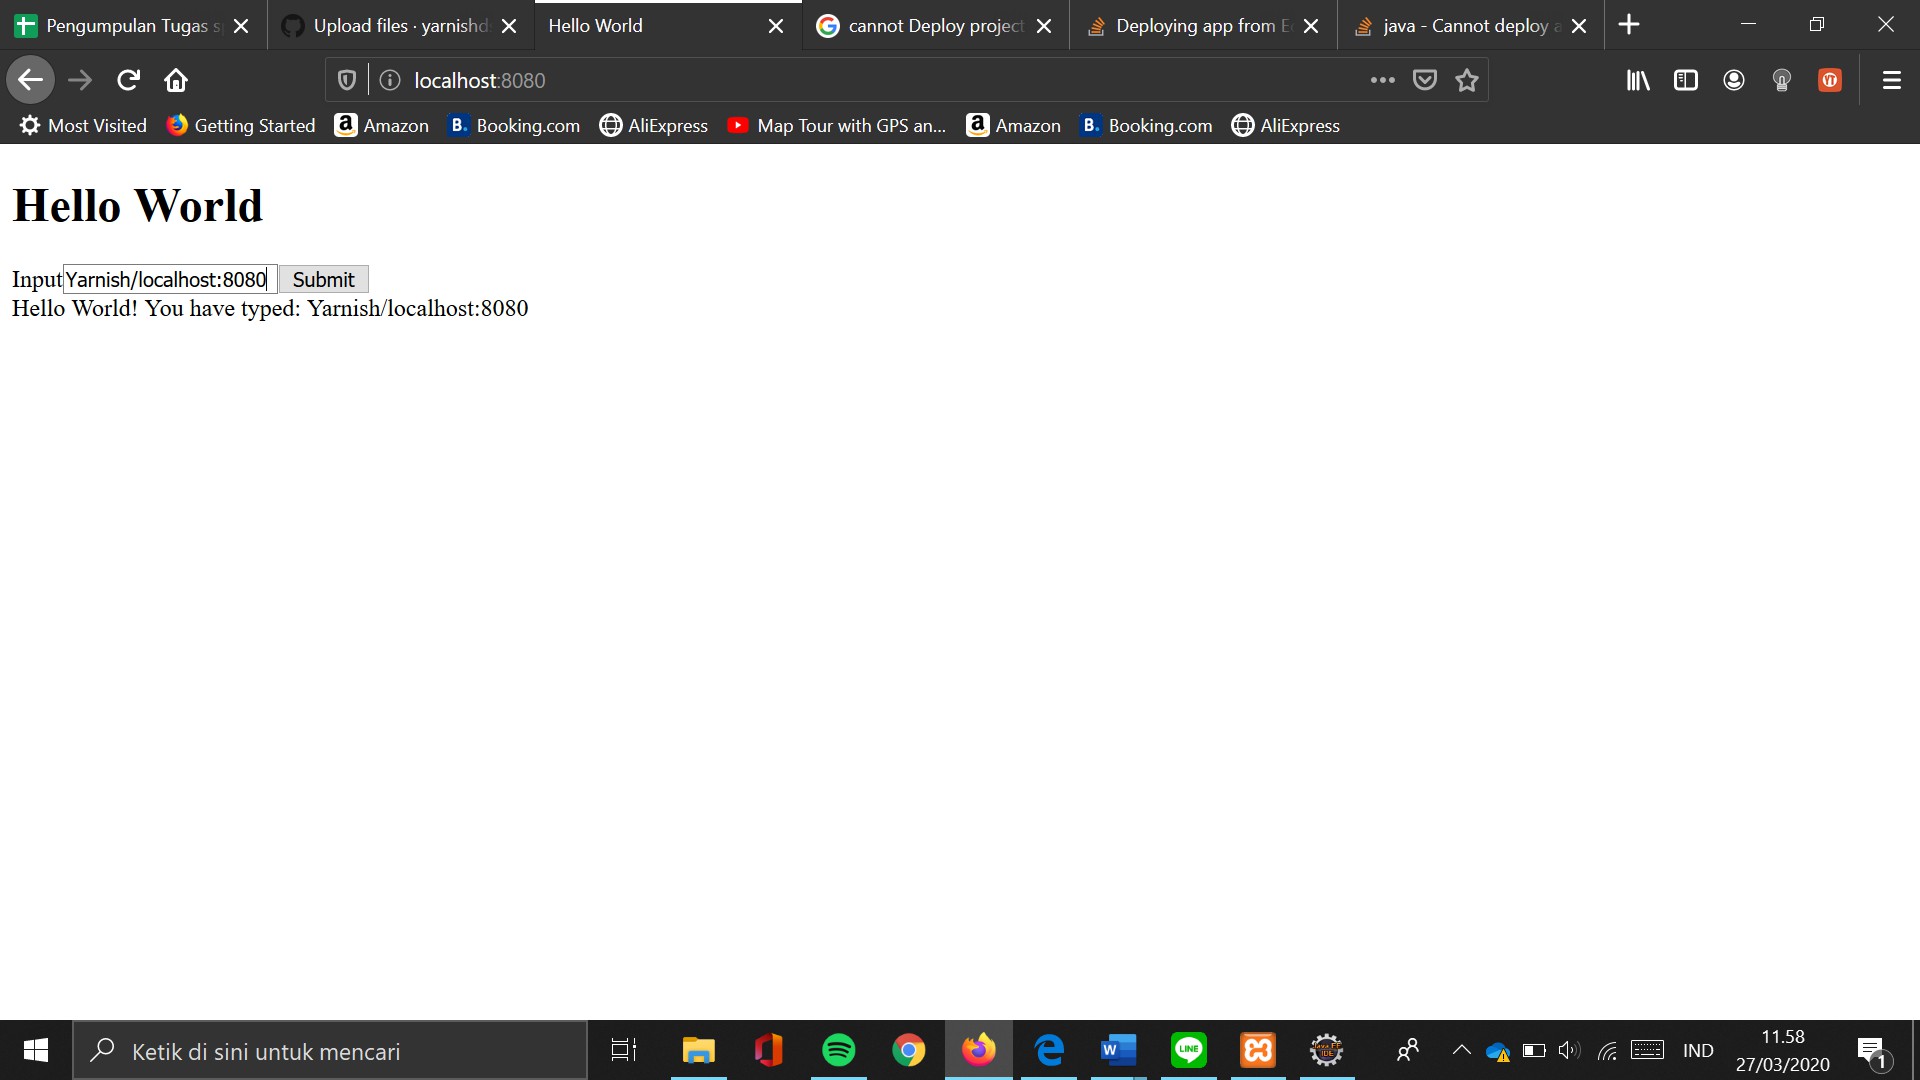 Pengumpulan Tugas s
Upload files · yarnishd
Hello World
cannot Deploy project
Deploying app from E
java - Cannot deploy a
localhost:8080
Most Visited
Getting Started
Amazon
Booking.com
AliExpress
Map Tour with GPS an...
Amazon
Booking.com
AliExpress
Hello World
Input Yarnish/localhost:8080 Submit
Hello World! You have typed: Yarnish/localhost:8080
Ketik di sini untuk mencari
IND
11.58
27/03/2020
1